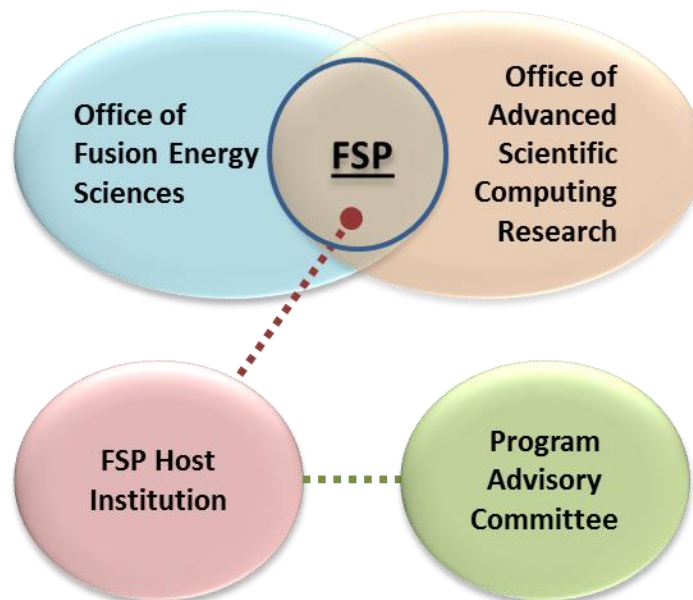 Office of
Fusion Energy
Sciences
FSP
Office of
Advanced
Scientific
Computing
Research
FSP Host
Institution
Program
Advisory
Committee